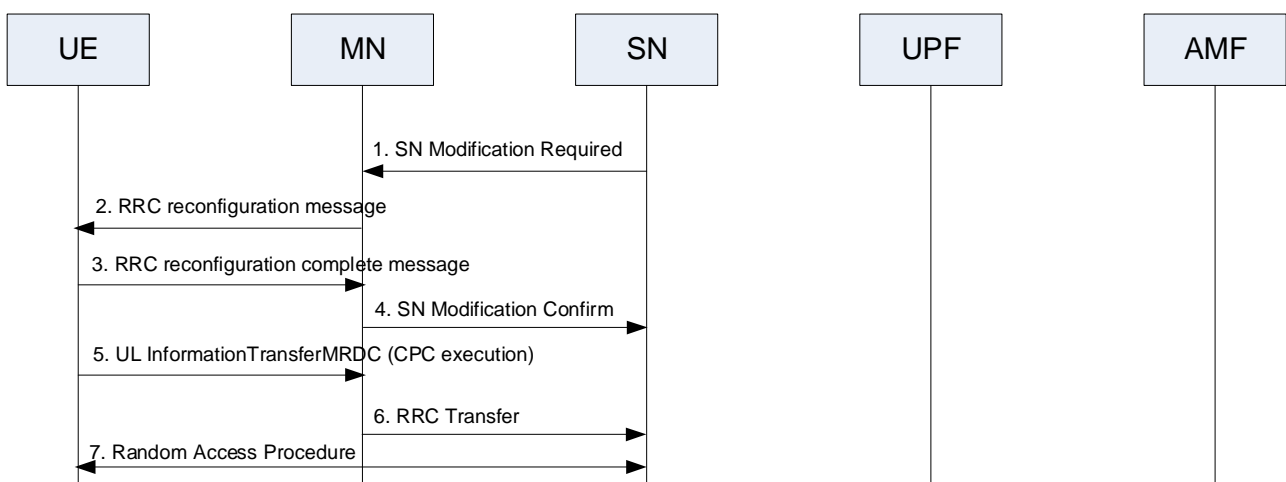 UE
MN
SN
UPF
AMF
1. SN Modification Required
2. RRC reconfiguration message
3. RRC reconfiguration complete message
4. SN Modification Confirm
5. UL InformationTransferMRDC (CPC execution)
6. RRC Transfer
7. Random Access Procedure